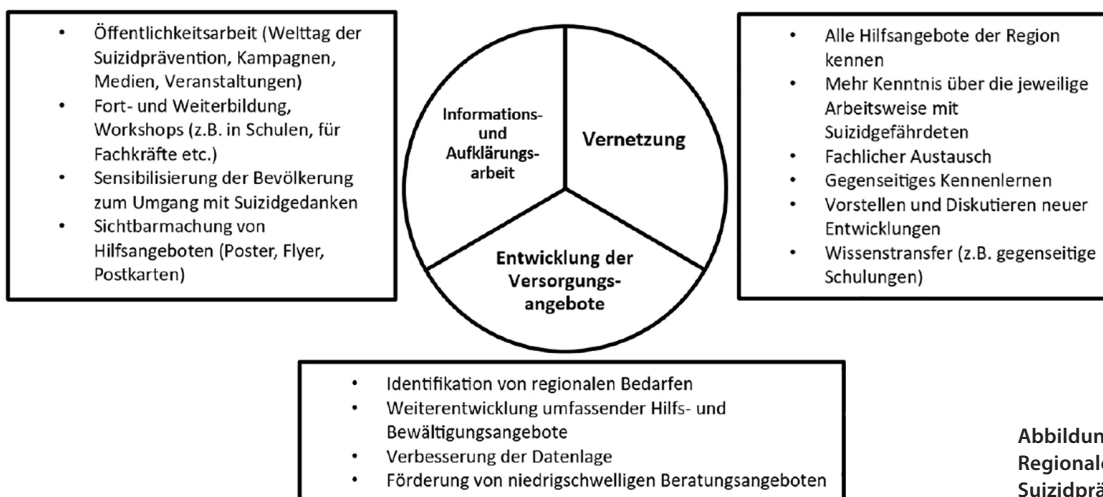 • Öffentlichkeitsarbeit (Welttag der
Suizidprävention, Kampagnen,
Medien, Veranstaltungen)
• Fort- und Weiterbildung,
Workshops (z.B. in Schulen, für
Fachkräfte etc.)
• Sensibilisierung der Bevölkerung
zum Umgang mit Suizidgedanken
• Sichtbarmachung von
Hilfsangeboten (Poster, Flyer,
Postkarten)
Informations-
und
Aufklärungs-
arbeit
Vernetzung
Entwicklung der
Versorgungs-
angebote
• Alle Hilfsangebote der Region
kennen
• Mehr Kenntnis über die jeweilige
Arbeitsweise mit
Suizidgefährdeten
• Fachlicher Austausch
• Gegenseitiges Kennenlernen
• Vorstellen und Diskutieren neuer
Entwicklungen
• Wissenstransfer (z.B. gegenseitige
Schulungen)
• Identifikation von regionalen Bedarfen
• Weiterentwicklung umfassender Hilfs- und
Bewältigungsangebote
• Verbesserung der Datenlage
• Förderung von niedrigschwelligen Beratungsangeboten
Abbildun
Regional
Suizidprä